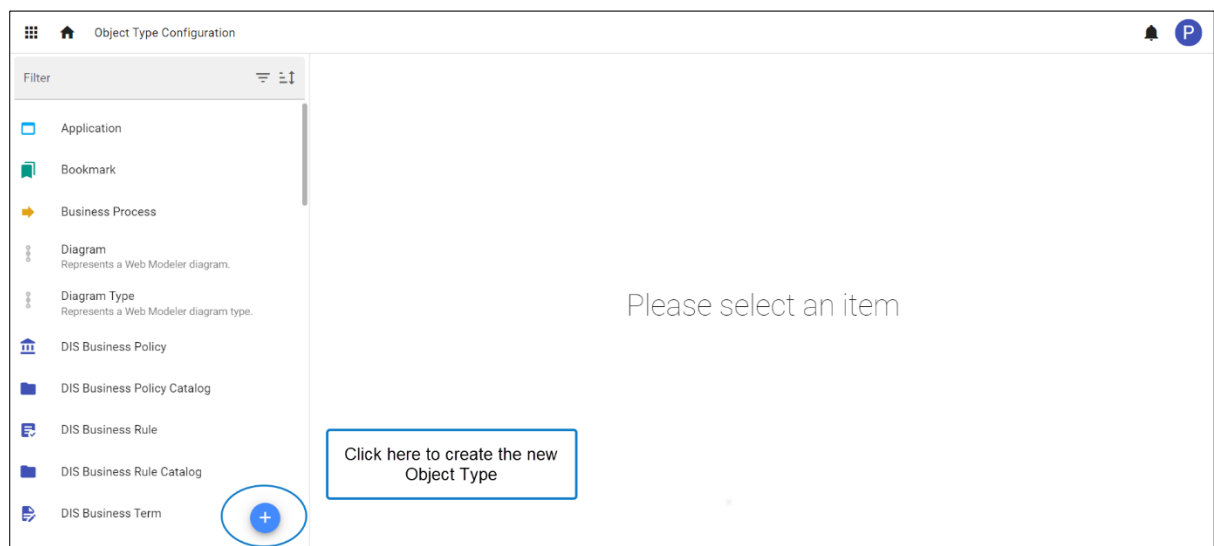 Object Type Configuration
P
Filter
Application
Bookmark
Business Process
Diagram
Represents a Web Modeler diagram.
Diagram Type
Represents a Web Modeler diagram type.
DIS Business Policy
DIS Business Policy Catalog
DIS Business Rule
DIS Business Rule Catalog
DIS Business Term
+
Please select an item
Click here to create the new
Object Type